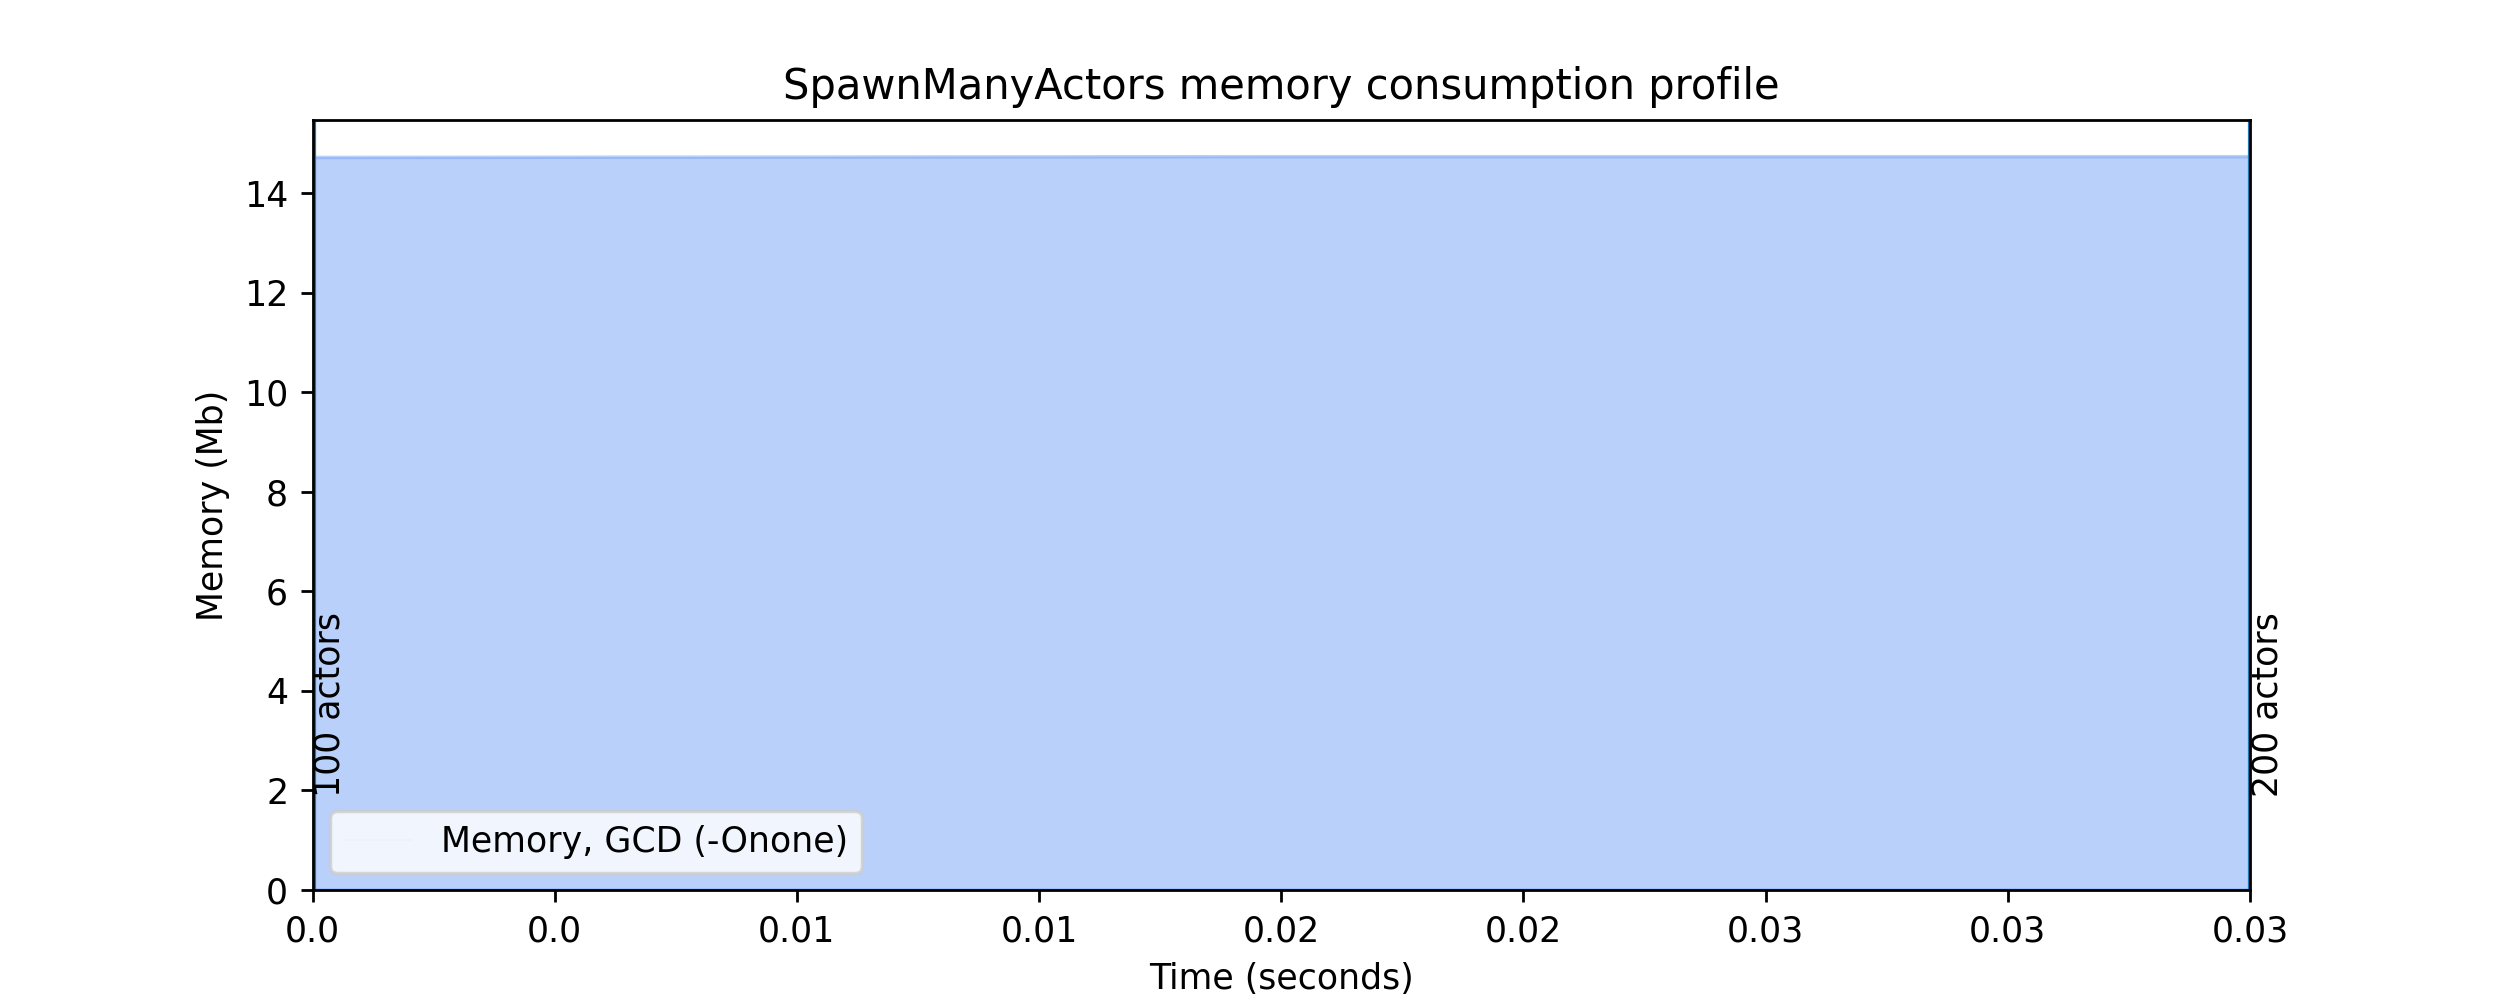 SpawnManyActors memory consumption profile
Memory (Mb)
14
12
10
8
6
4
2
0
100 actors
200 actors
Memory, GCD (-Onone)
0.0 0.0 0.01 0.01 0.02 0.02 0.03 0.03 0.03
Time (seconds)